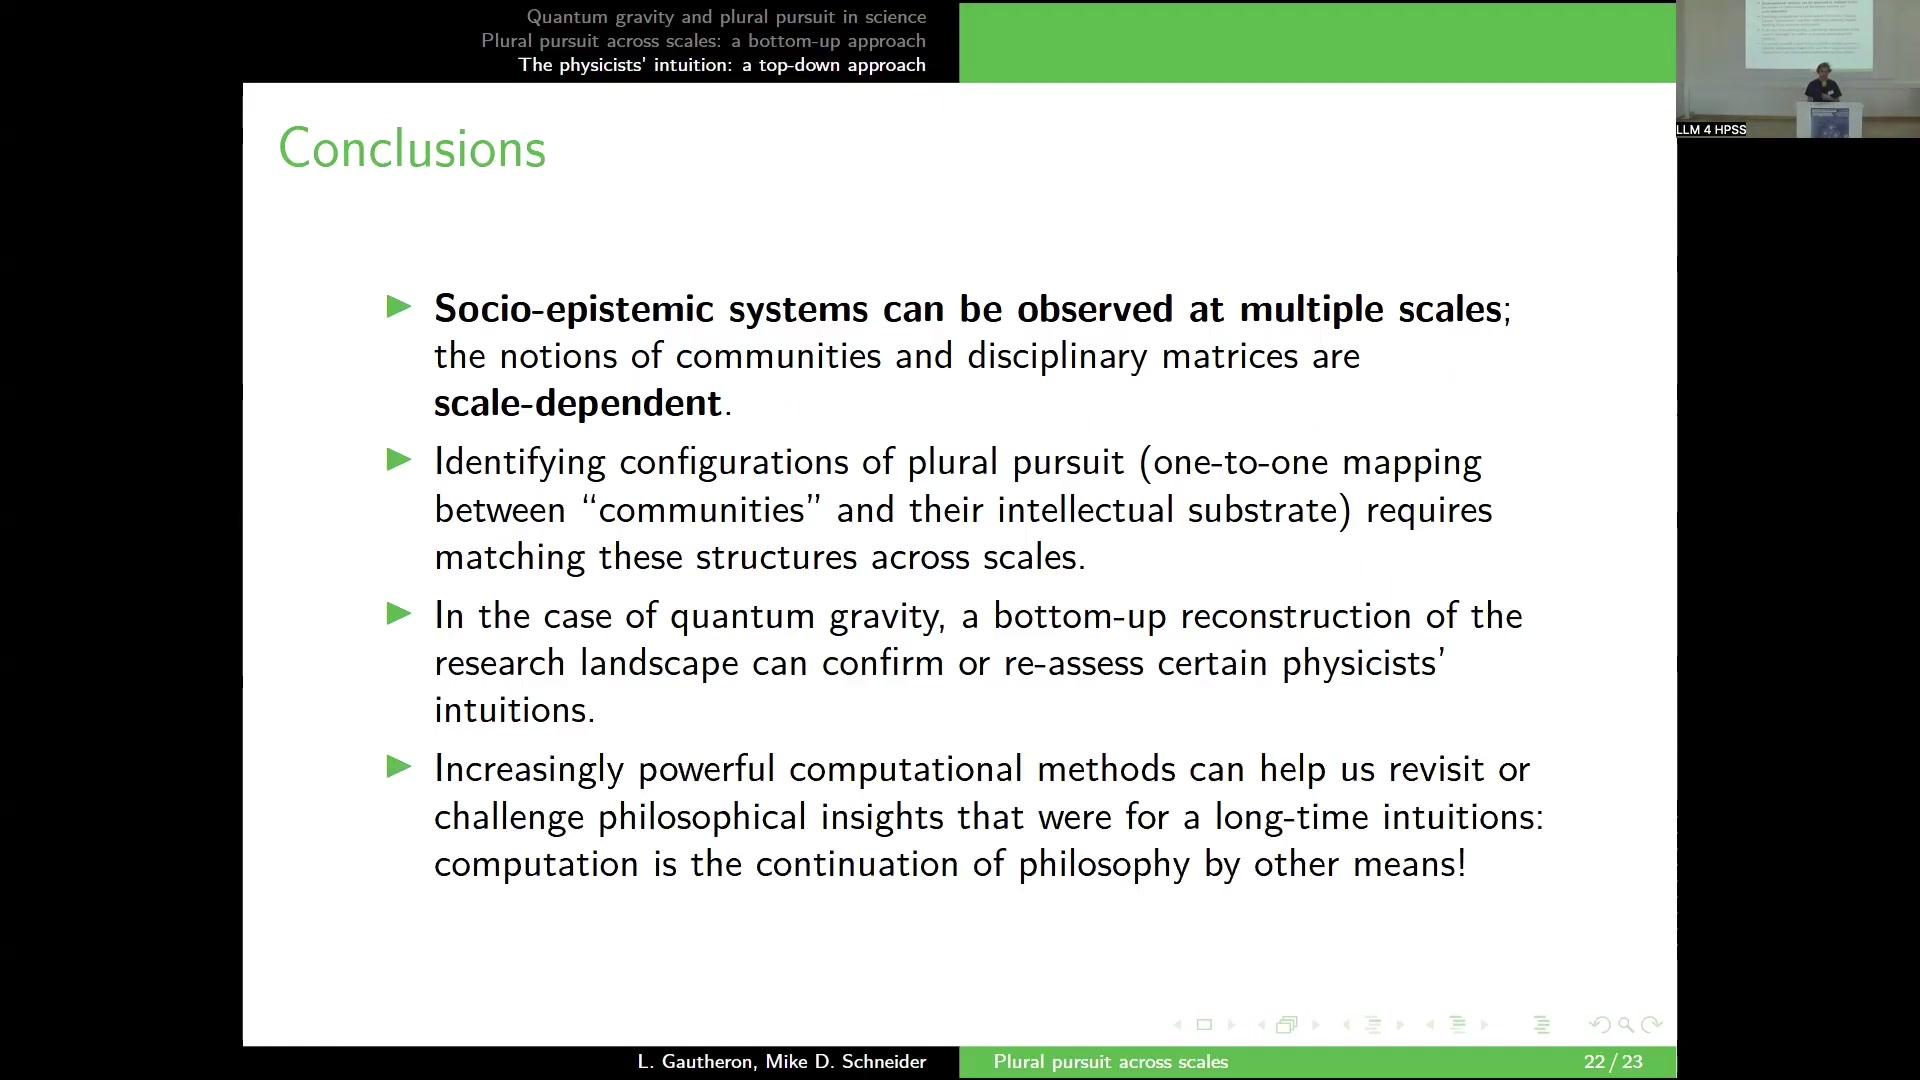 Quantum gravity and plural pursuit in science
Plural pursuit across scales: a bottom-up approach
The physicists' intuition: a top-down approach
LLM 4 HPSS
Conclusions
Socio-epistemic systems can be observed at multiple scales;
the notions of communities and disciplinary matrices are
scale-dependent.
Identifying configurations of plural pursuit (one-to-one mapping
between “communities” and their intellectual substrate) requires
matching these structures across scales.
In the case of quantum gravity, a bottom-up reconstruction of the
research landscape can confirm or re-assess certain physicists'
intuitions.
Increasingly powerful computational methods can help us revisit or
challenge philosophical insights that were for a long-time intuitions:
computation is the continuation of philosophy by other means!
L. Gautheron, Mike D. Schneider
Plural pursuit across scales
22 / 23